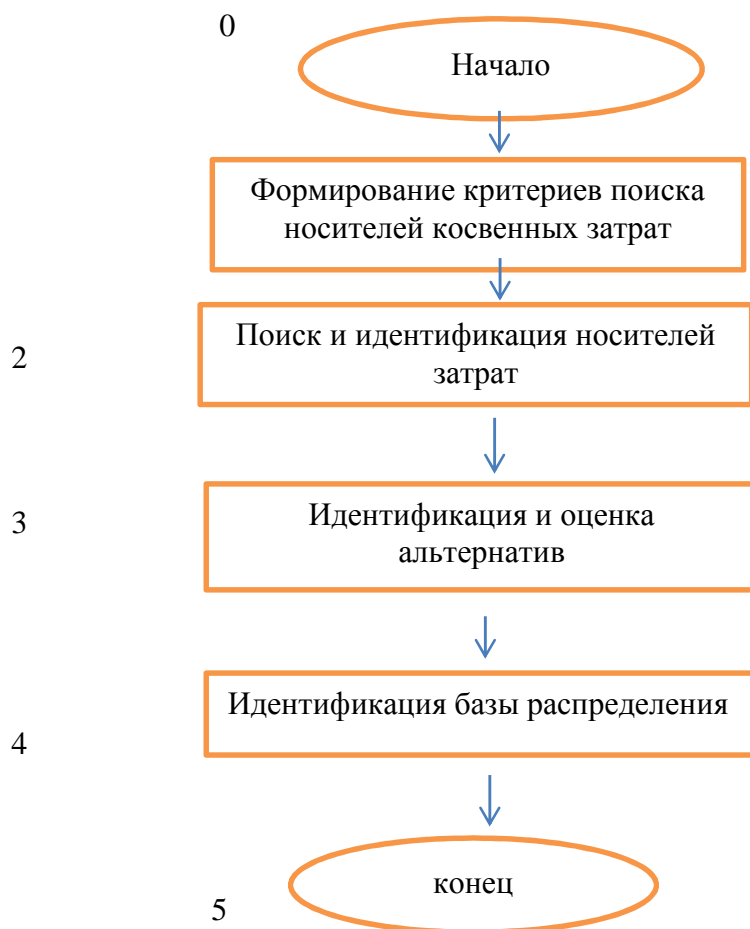 0
Начало
Формирование критериев поиска
носителей косвенных затрат
2
Поиск и идентификация носителей
затрат
3
Идентификация и оценка
альтернатив
4
Идентификация базы распределения
5
конец